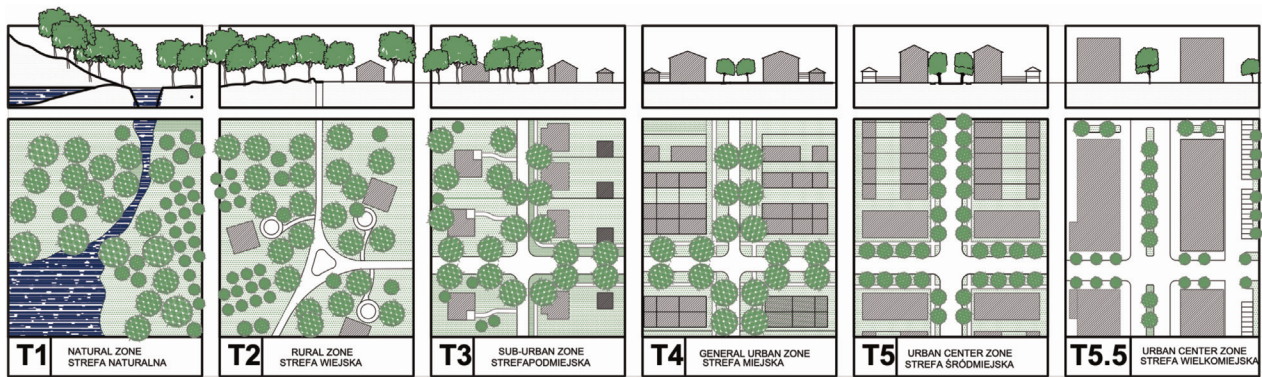 T1
NATURAL ZONE
STREFA NATURALNA
T2
RURAL ZONE
STREFA WIEJSKA
T3
SUB-URBAN ZONE
STREFAPODMIEJSKA
T4
GENERAL URBAN ZONE
STREFA MIEJSKA
T5
URBAN CENTER ZONE
STREFA ŚRÓDMIEJSKA
T5.5
URBAN CENTER ZONE
STREFA WIELKOMIEJSKA